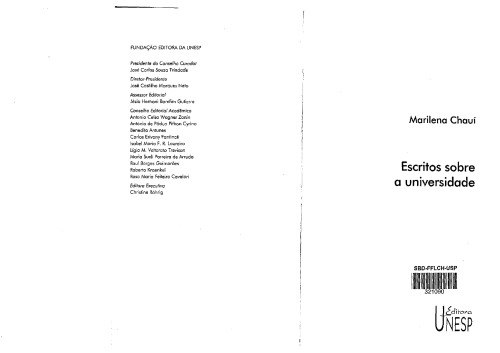 FUNDAÇÃO EDITORA DA UNESP
Presidente do Conselho Curador
José Carlos Souza Trindade
Diretor-Presidente
José Castilho Marques Neto
Assessor Editorial
Jézio Hernani Bomfim Gutierre
Conselho Editorial Acadêmico
Antonio Celso Wagner Zanin
Antonio de Pádua Pithon Cyrino
Benedito Antunes
Carlos Erivany Fantinati
Isabel Maria F. R. Loureiro
Lígia M. Vettorato Trevisan
Maria Sueli Parreira de Arruda
Raul Borges Guimarães
Roberto Kraenkel
Rosa Maria Feiteiro Cavalari
Editora Executiva
Christine Röhrig
Marilena Chauí
Escritos sobre
a universidade
SBD-FFLCH-USP
321090
Editora
UNESP